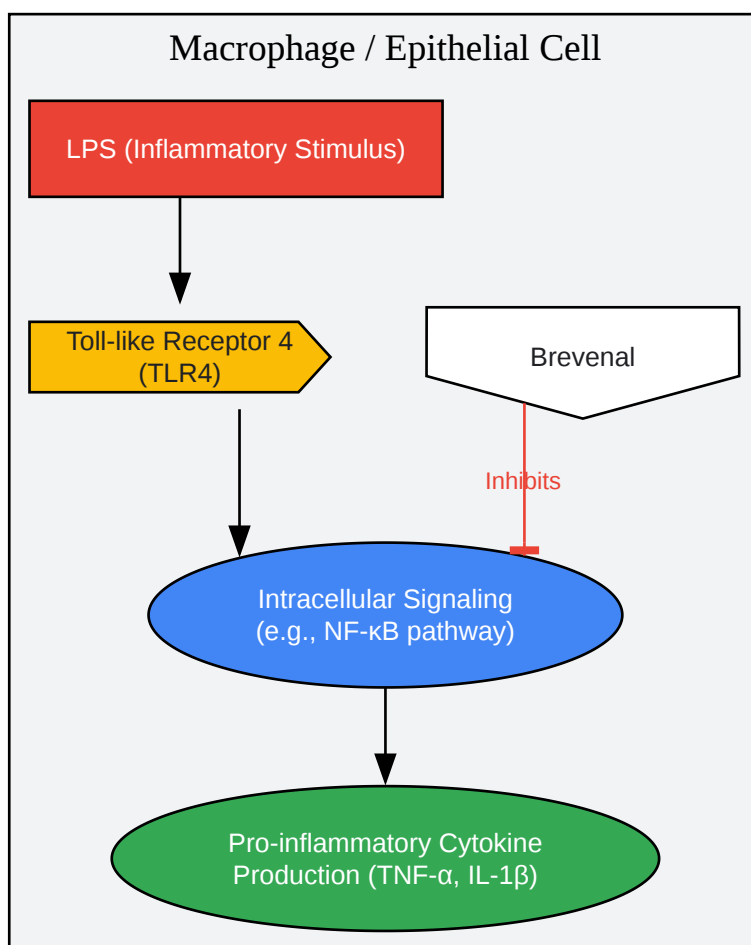 Macrophage / Epithelial Cell
LPS (Inflammatory Stimulus)
Toll-like Receptor 4
(TLR4)
Brevenal
Inhibits
Intracellular Signaling
(e.g., NF-κB pathway)
Pro-inflammatory Cytokine
Production (TNF-α, IL-1β)